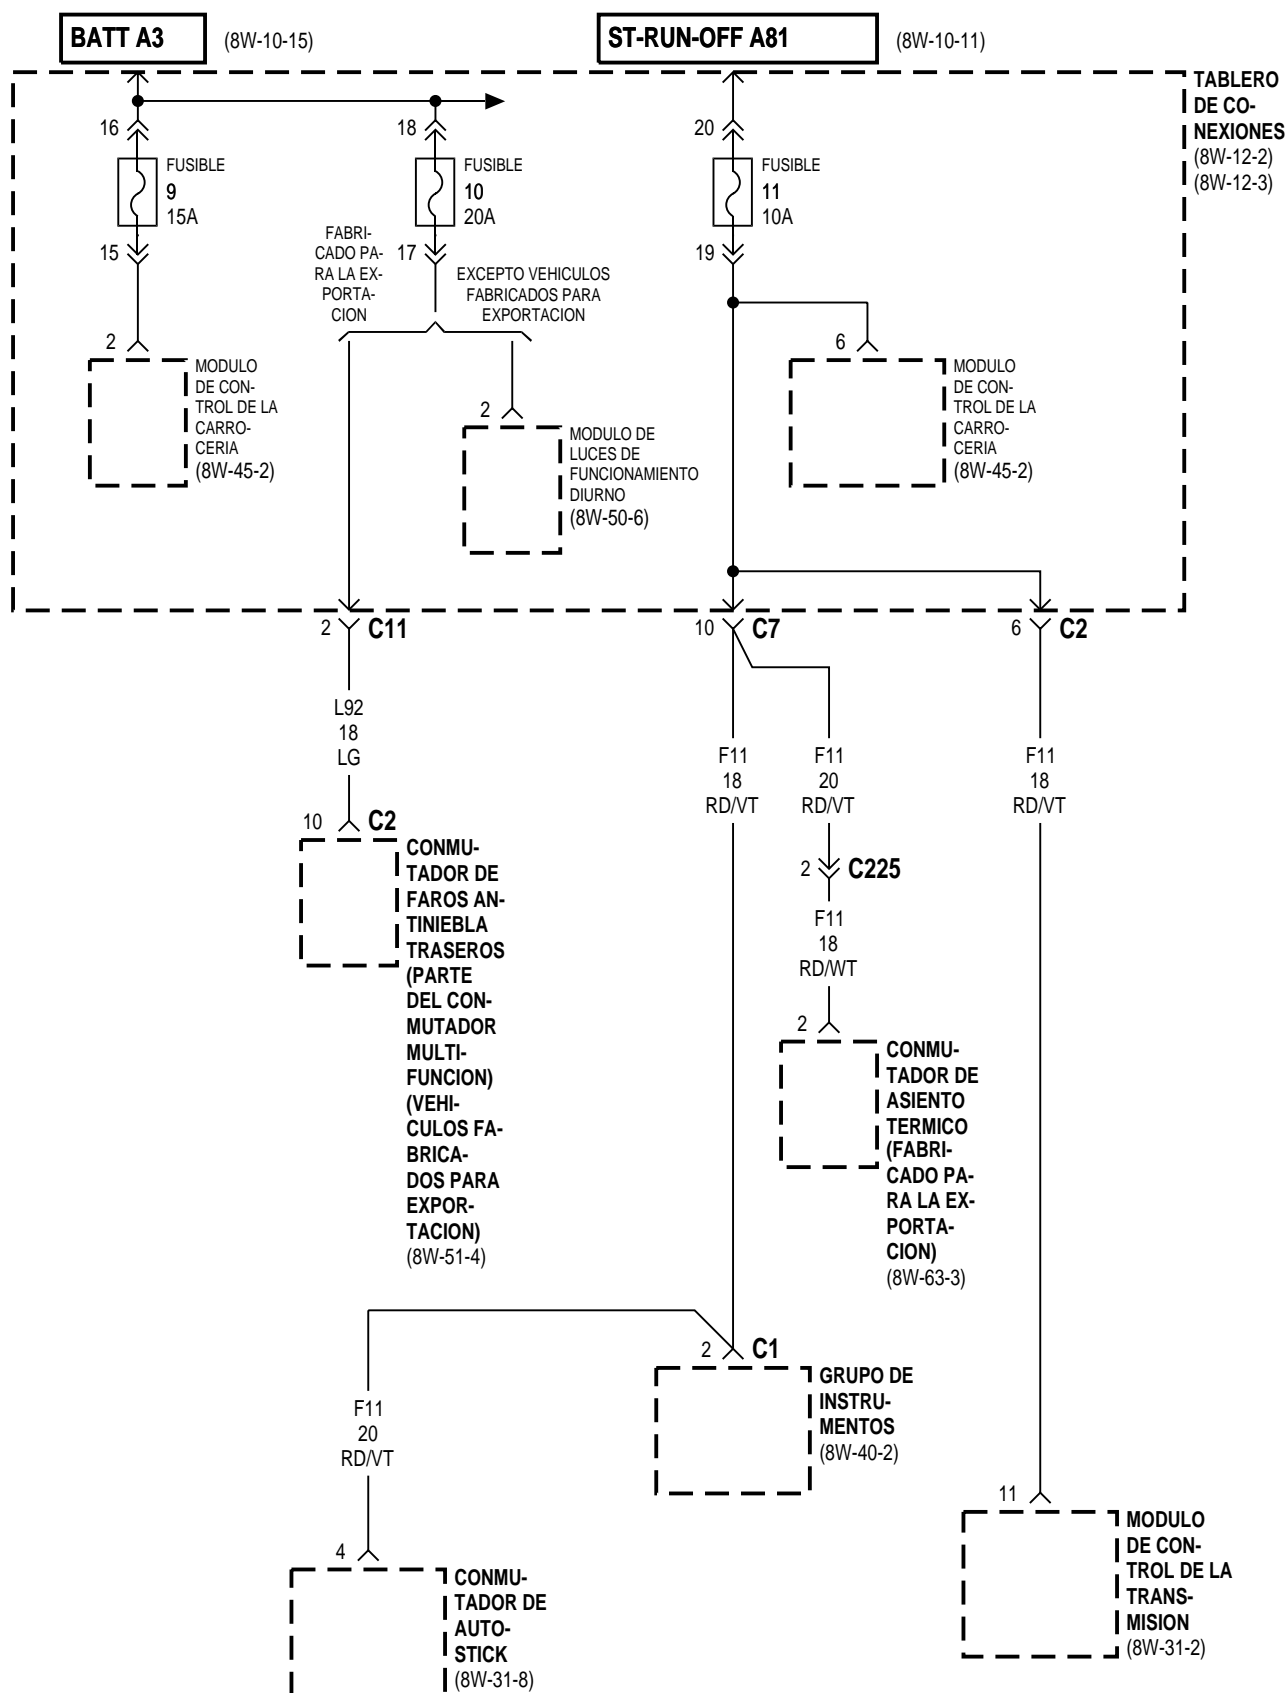 BATT A3
(8W-10-15)
ST-RUN-OFF A81
(8W-10-11)
TABLERO
DE CO-
NEXIONES
(8W-12-2)
(8W-12-3)
16
FUSIBLE
9
15A
15
18
FUSIBLE
10
20A
17
20
FUSIBLE
11
10A
19
FABRI-
CADO PA-
RA LA EX-
PORTA-
CION
EXCEPTO VEHICULOS
FABRICADOS PARA
EXPORTACION
2
MODULO
DE CON-
TROL DE LA
CARRO-
CERIA
(8W-45-2)
2
MODULO DE
LUCES DE
FUNCIONAMIENTO
DIURNO
(8W-50-6)
6
MODULO
DE CON-
TROL DE LA
CARRO-
CERIA
(8W-45-2)
2
C11
10
C7
6
C2
L92
18
LG
F11
18
RD/VT
F11
20
RD/VT
F11
18
RD/VT
10
C2
CONMU-
TADOR DE
FAROS AN-
TINIEBLA
TRASEROS
(PARTE
DEL CON-
MUTADOR
MULTI-
FUNCION)
(VEHI-
CULOS FA-
BRICA-
DOS PARA
EXPOR-
TACION)
(8W-51-4)
2
C225
F11
18
RD/WT
2
CONMU-
TADOR DE
ASIENTO
TERMICO
(FABRI-
CADO PA-
RA LA EX-
PORTA-
CION)
(8W-63-3)
2
C1
GRUPO DE
INSTRU-
MENTOS
(8W-40-2)
F11
20
RD/VT
4
CONMU-
TADOR DE
AUTO-
STICK
(8W-31-8)
11
MODULO
DE CON-
TROL DE LA
TRANS-
MISION
(8W-31-2)